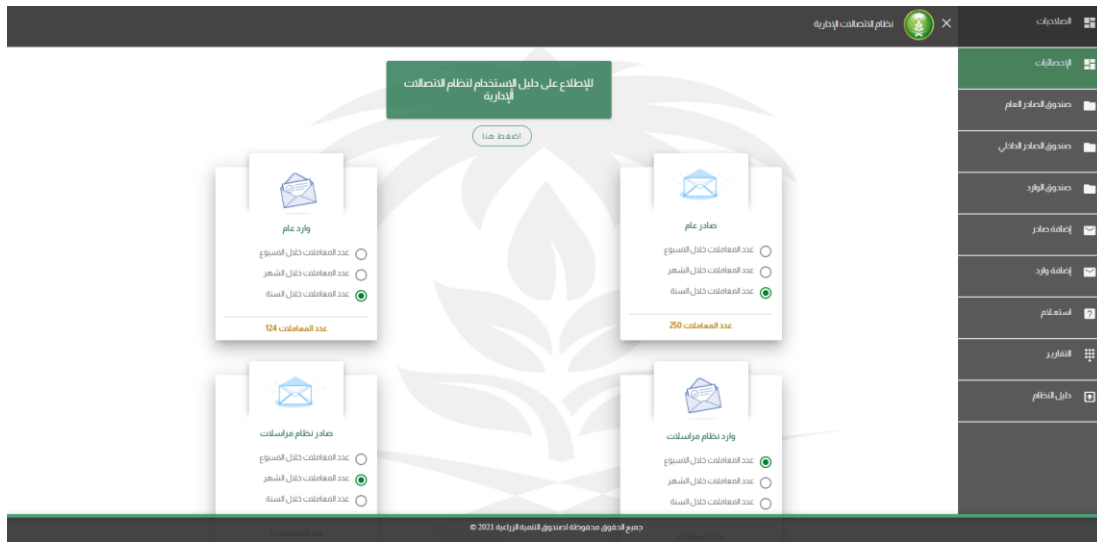 نظام الاتصالات الإدارية
الصلاحيات
الإحصائيات
صندوق الصادر العام
صندوق الصادر الداخلي
صندوق الوارد
إضافة صادر
إضافة وارد
استعلام
التقارير
دليل النظام
للإطلاع على دليل الإستخدام لنظام الاتصالات
الإدارية
اضغط هنا
صادر عام
عدد المعاملات خلال الاسبوع
عدد المعاملات خلال الشهر
عدد المعاملات خلال السنة
عدد المعاملات 250
وارد عام
عدد المعاملات خلال الاسبوع
عدد المعاملات خلال الشهر
عدد المعاملات خلال السنة
عدد المعاملات 124
وارد نظام مراسلات
عدد المعاملات خلال الاسبوع
عدد المعاملات خلال الشهر
عدد المعاملات خلال السنة
صادر نظام مراسلات
عدد المعاملات خلال الاسبوع
عدد المعاملات خلال الشهر
عدد المعاملات خلال السنة
جميع الحقوق محفوظة لصندوق التنمية الزراعية 2021 ©